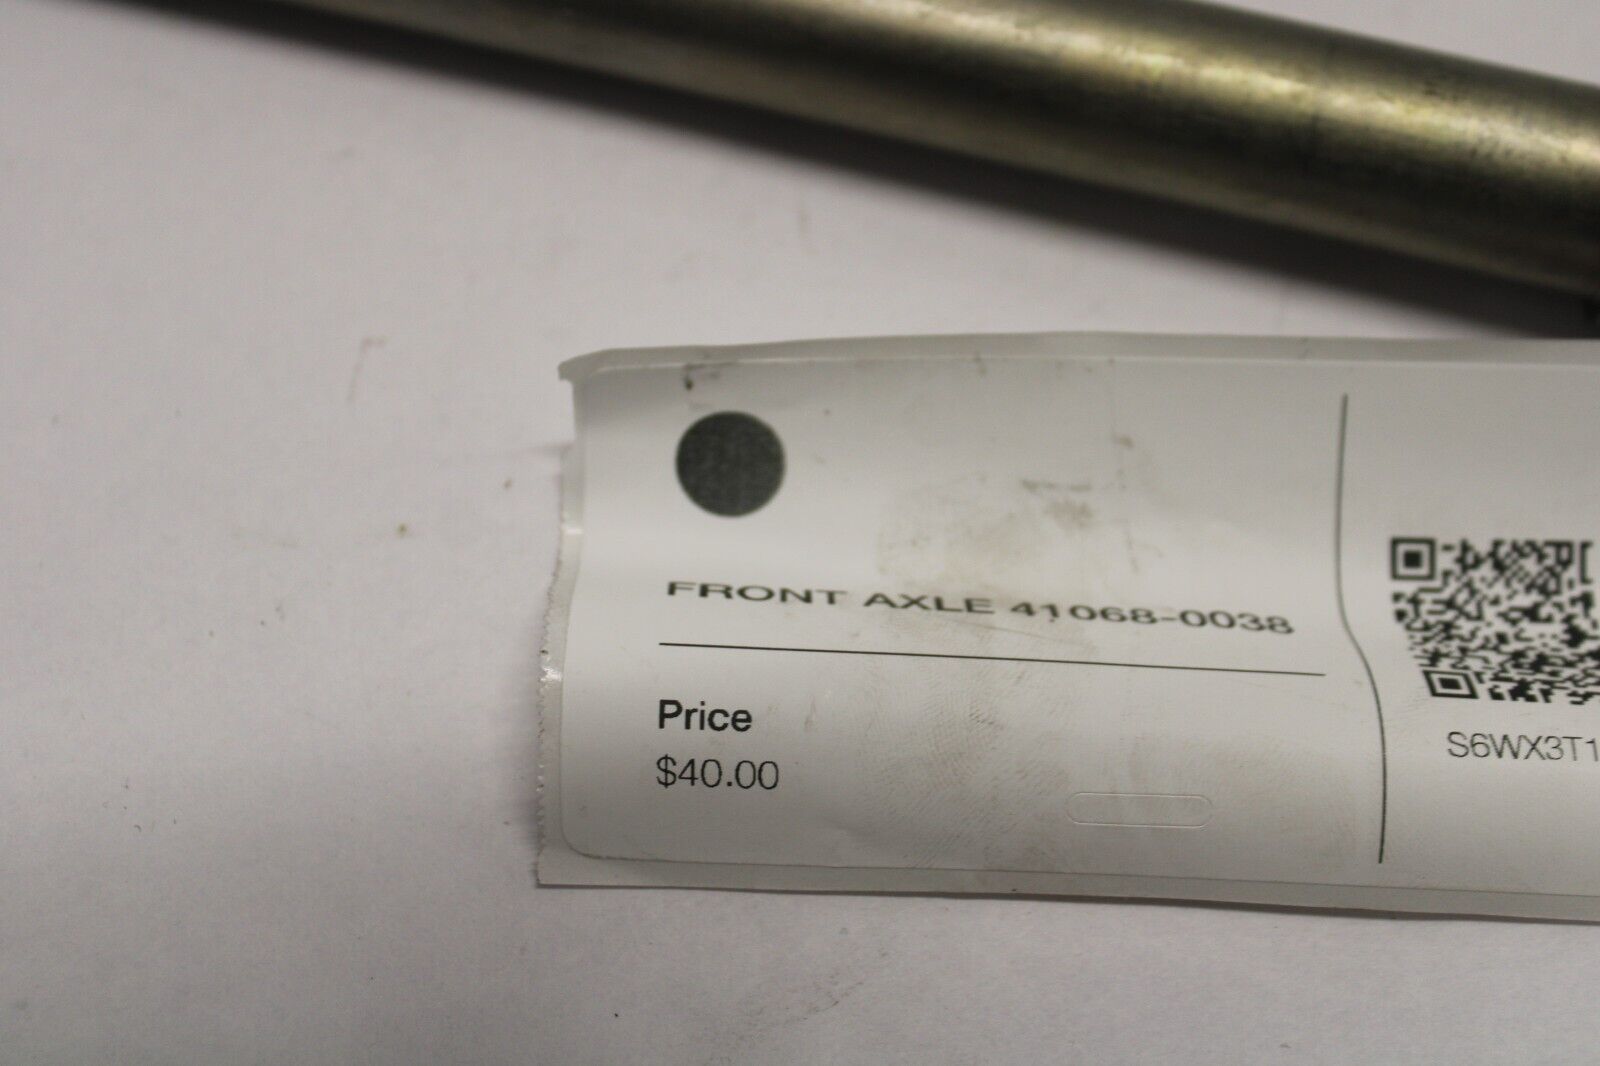 FRONT AXLE 41068-0038
Price
$40.00
S6WX3T1